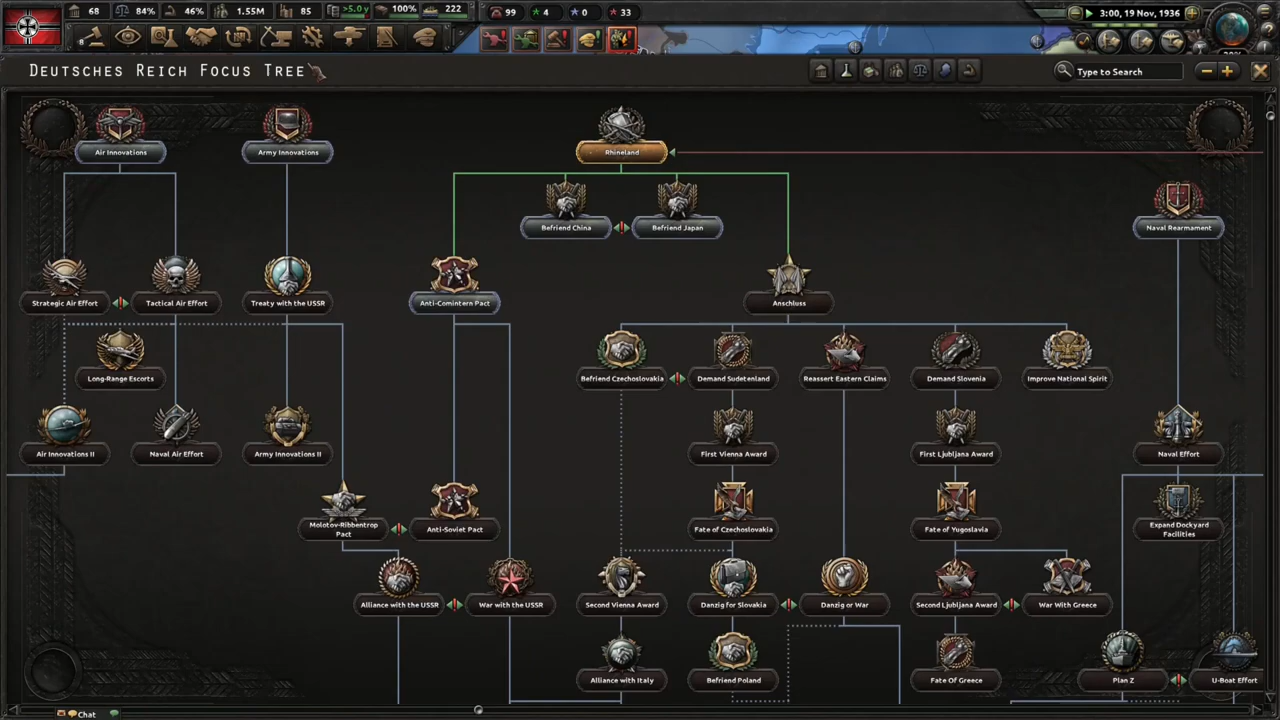 68 84% 46% 1.55M 85 >5.0 y 100% 222 99 4 0 33 3:00, 19 Nov, 1936
8
Deutsches Reich Focus Tree
Type to Search
Air Innovations
Army Innovations
Rhineland
Befriend China
Befriend Japan
Naval Rearmament
Strategic Air Effort
Tactical Air Effort
Treaty with the USSR
Anti-Comintern Pact
Anschluss
Long-Range Escorts
Befriend Czechoslovakia
Demand Sudetenland
Reassert Eastern Claims
Demand Slovenia
Improve National Spirit
Air Innovations II
Naval Air Effort
Army Innovations II
First Vienna Award
First Ljubljana Award
Naval Effort
Molotov-Ribbentrop
Pact
Anti-Soviet Pact
Fate of Czechoslovakia
Fate of Yugoslavia
Expand Dockyard
Facilities
Alliance with the USSR
War with the USSR
Second Vienna Award
Danzig for Slovakia
Danzig or War
Second Ljubljana Award
War With Greece
Alliance with Italy
Befriend Poland
Fate Of Greece
Plan Z
U-Boat Effort
Chat